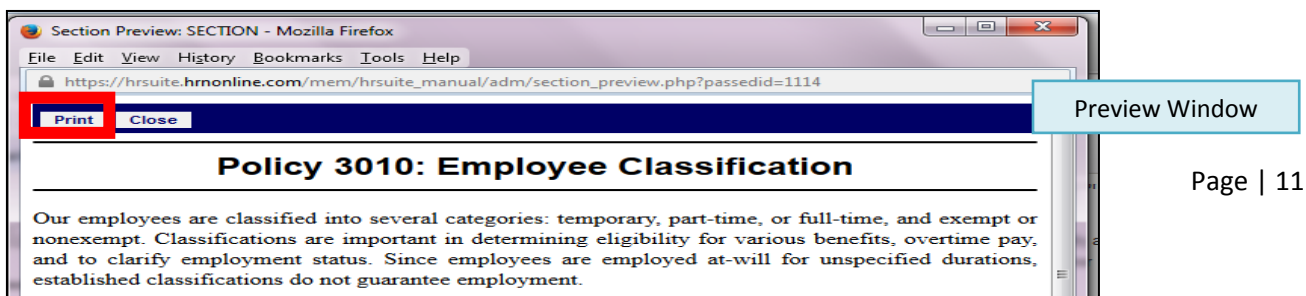 Section Preview: SECTION - Mozilla Firefox
File Edit View History Bookmarks Tools Help
https://hrsuite.hrnonline.com/mem/hrsuite_manual/adm/section_preview.php?passedid=1114
Print Close
Preview Window
Policy 3010: Employee Classification
Page | 11
Our employees are classified into several categories: temporary, part-time, or full-time, and exempt or
nonexempt. Classifications are important in determining eligibility for various benefits, overtime pay,
and to clarify employment status. Since employees are employed at-will for unspecified durations,
established classifications do not guarantee employment.